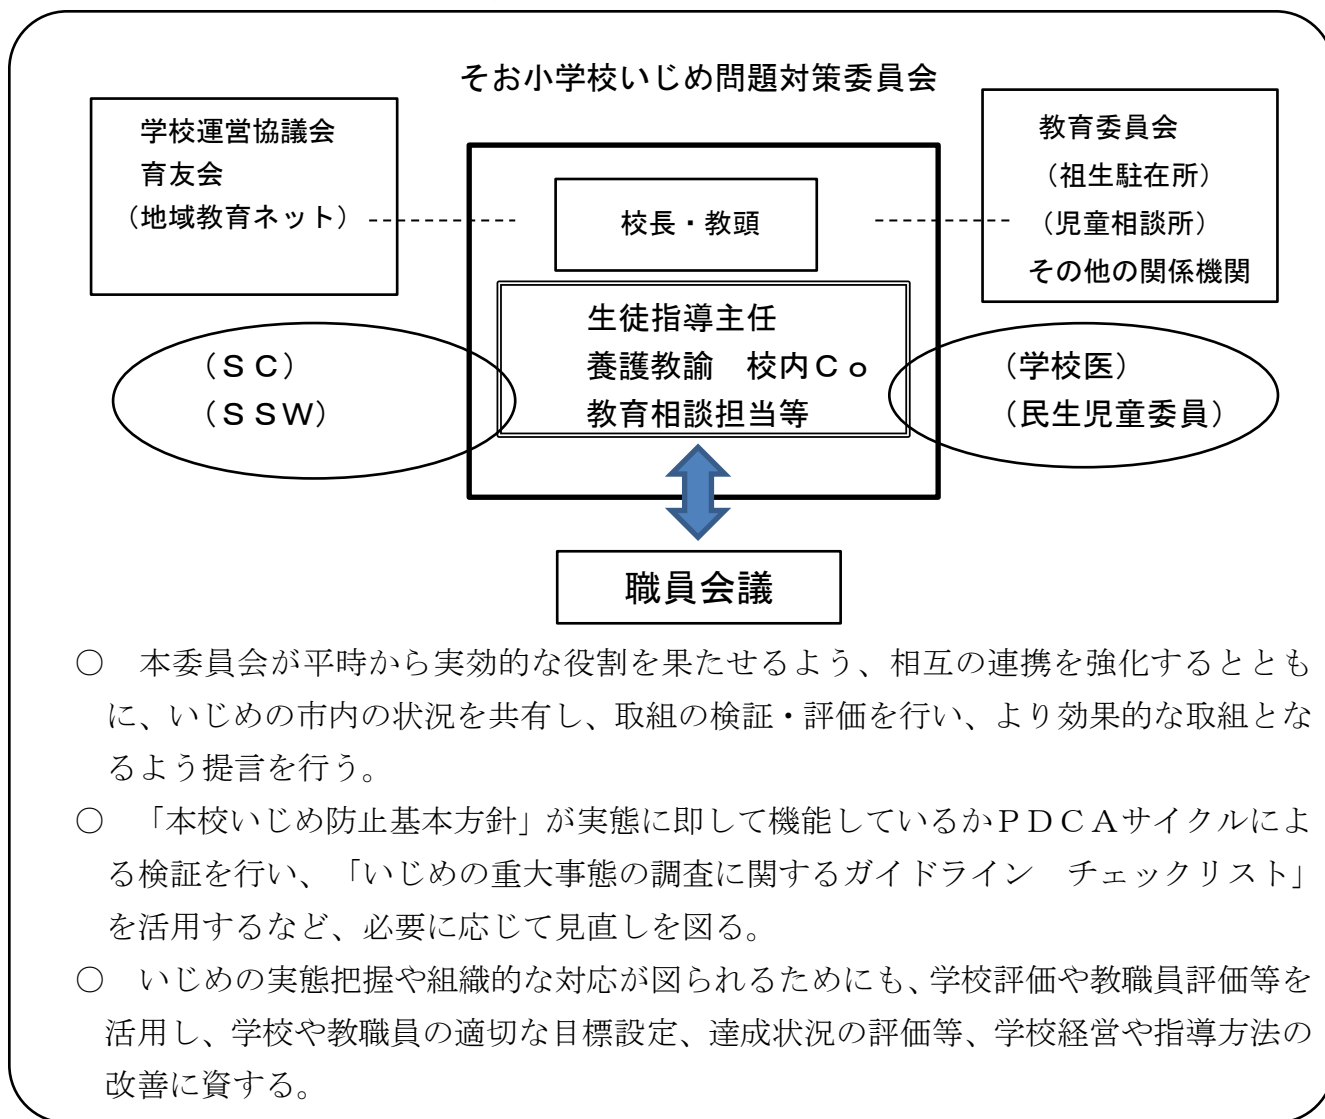 そお小学校いじめ問題対策委員会
学校運営協議会
育友会
（地域教育ネット）
校長・教頭
教育委員会
（祖生駐在所）
（児童相談所）
その他の関係機関
（ＳＣ）
（ＳＳＷ）
生徒指導主任
養護教諭　校内Ｃｏ
教育相談担当等
（学校医）
（民生児童委員）
職員会議
○　本委員会が平時から実効的な役割を果たせるよう、相互の連携を強化するととも
に、いじめの市内の状況を共有し、取組の検証・評価を行い、より効果的な取組とな
るよう提言を行う。
○　「本校いじめ防止基本方針」が実態に即して機能しているかＰＤＣＡサイクルによ
る検証を行い、「いじめの重大事態の調査に関するガイドライン　チェックリスト」
を活用するなど、必要に応じて見直しを図る。
○　いじめの実態把握や組織的な対応が図られるためにも、学校評価や教職員評価等を
活用し、学校や教職員の適切な目標設定、達成状況の評価等、学校経営や指導方法の
改善に資する。